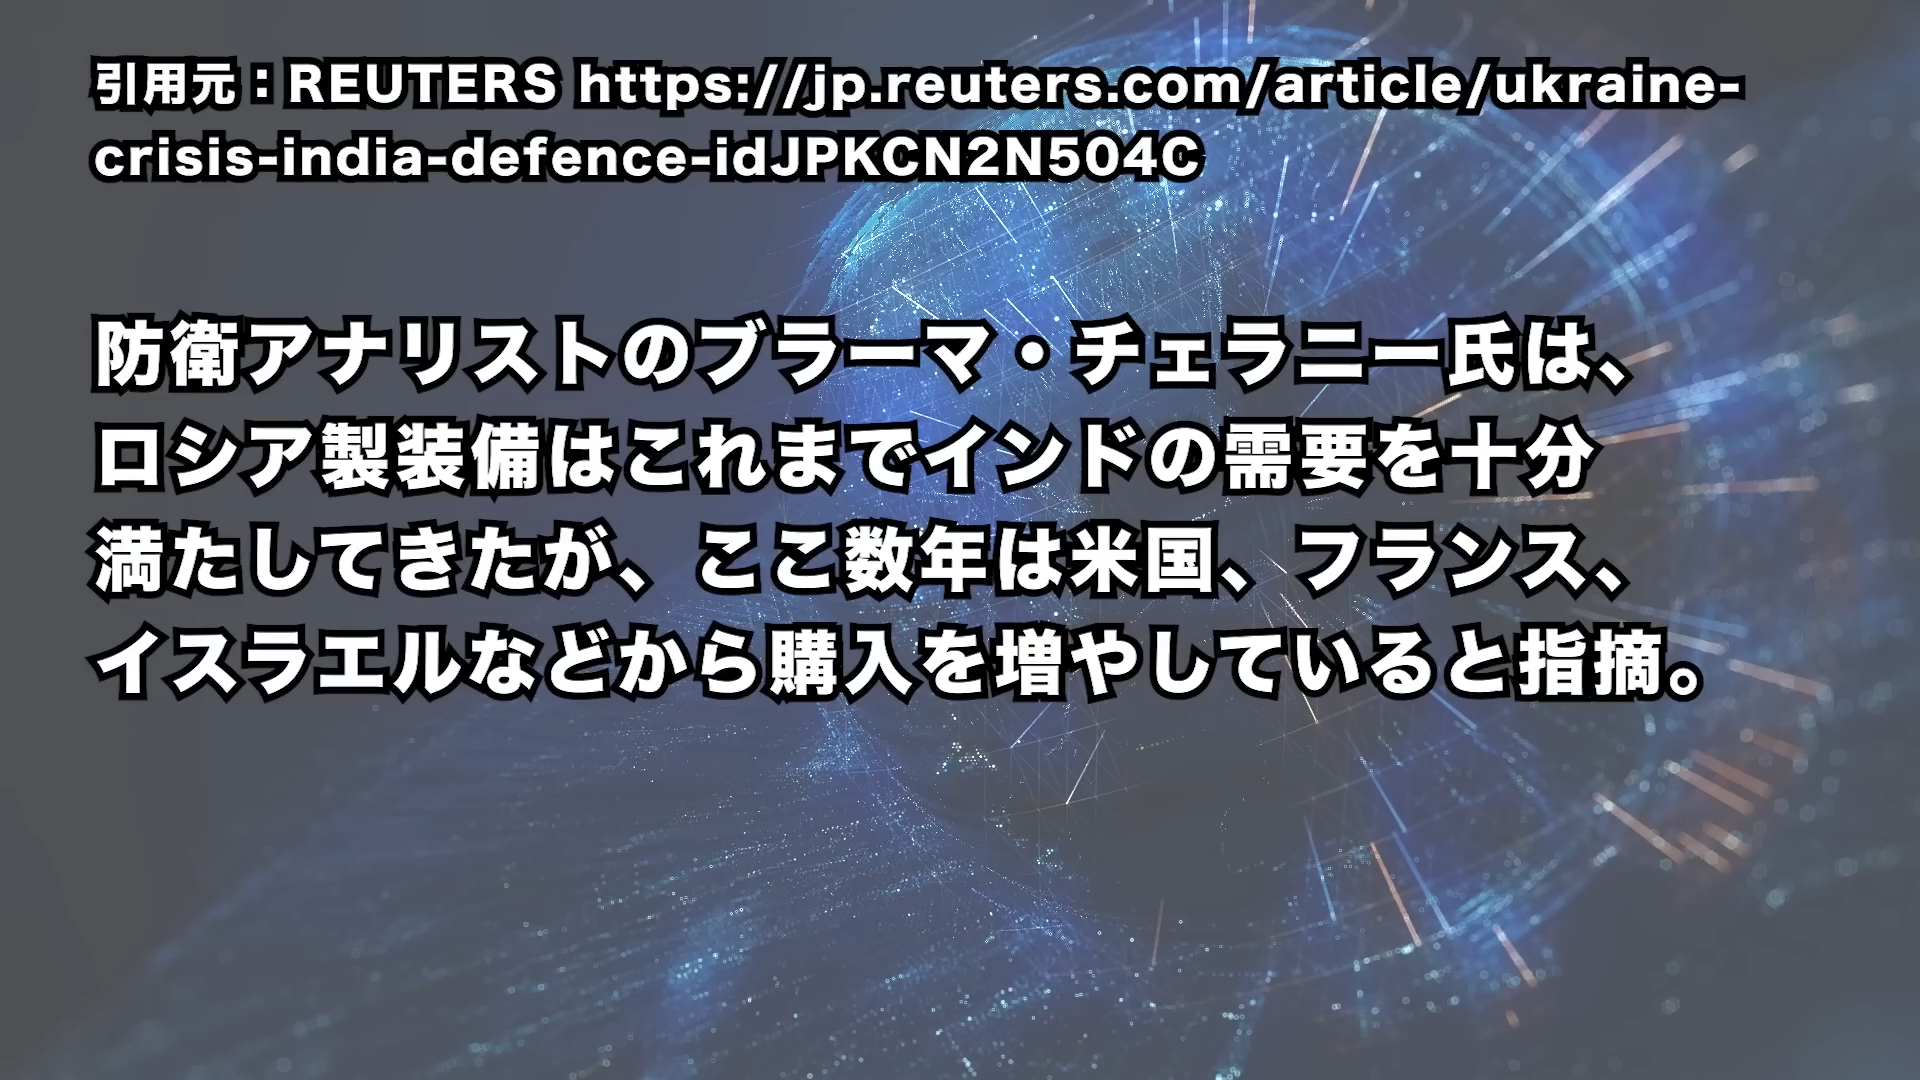 引用元：REUTERS https://jp.reuters.com/article/ukraine-
crisis-india-defence-idJPKCN2N504C
防衛アナリストのブラーマ・チェラニー氏は、
ロシア製装備はこれまでインドの需要を十分
満たしてきたが、ここ数年は米国、フランス、
イスラエルなどから購入を増やしていると指摘。